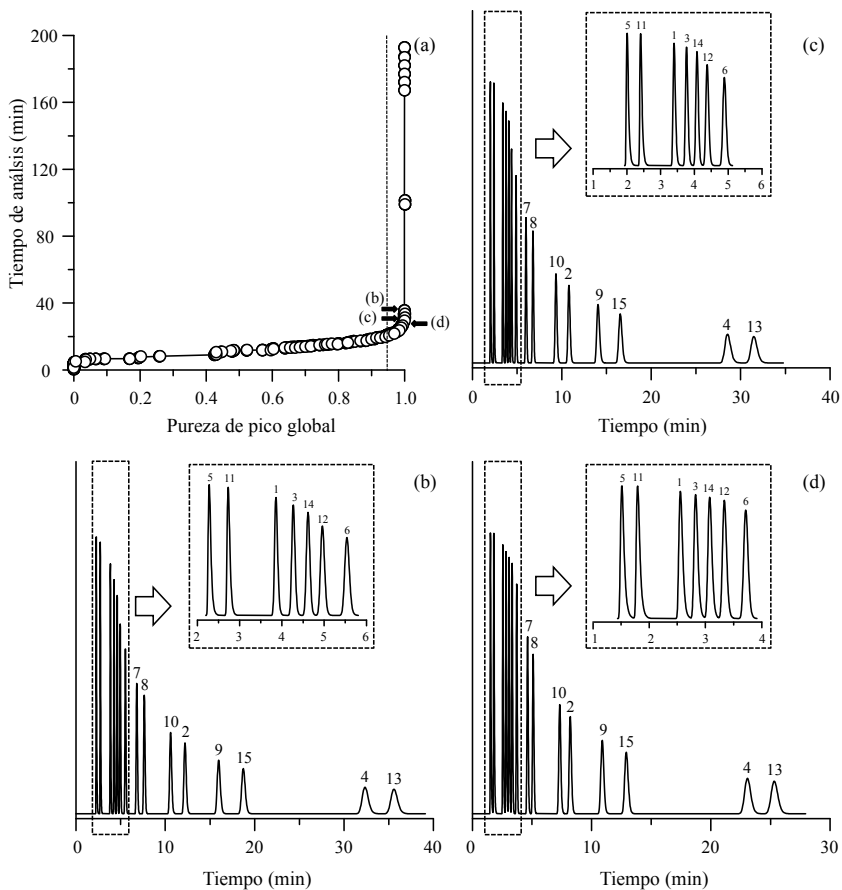 (a)
200
160
120
80
40
0
Tiempo de análsis (min)
(b)
(c)
(d)
0.0 0.2 0.4 0.6 0.8 1.0
Pureza de pico global
(c)
5 11 1 3 14 12 6
1 2 3 4 5 6
7
8
10
2
9
15
4 13
0 10 20 30 40
Tiempo (min)
(b)
5 11 1 3 14 12 6
2 3 4 5 6
7
8
10
2
9
15
4 13
0 10 20 30 40
Tiempo (min)
(d)
5 11 1 3 14 12 6
1 2 3 4
7
8
10
2
9
15
4 13
0 10 20 30
Tiempo (min)